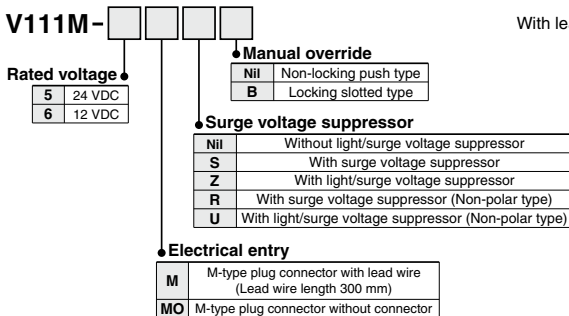 V111M-
With lea
Manual override
Nil Non-locking push type
B Locking slotted type
Rated voltage
5 24 VDC
6 12 VDC
Surge voltage suppressor
Nil Without light/surge voltage suppressor
S With surge voltage suppressor
Z With light/surge voltage suppressor
R With surge voltage suppressor (Non-polar type)
U With light/surge voltage suppressor (Non-polar type)
Electrical entry
M M-type plug connector with lead wire
(Lead wire length 300 mm)
MO M-type plug connector without connector